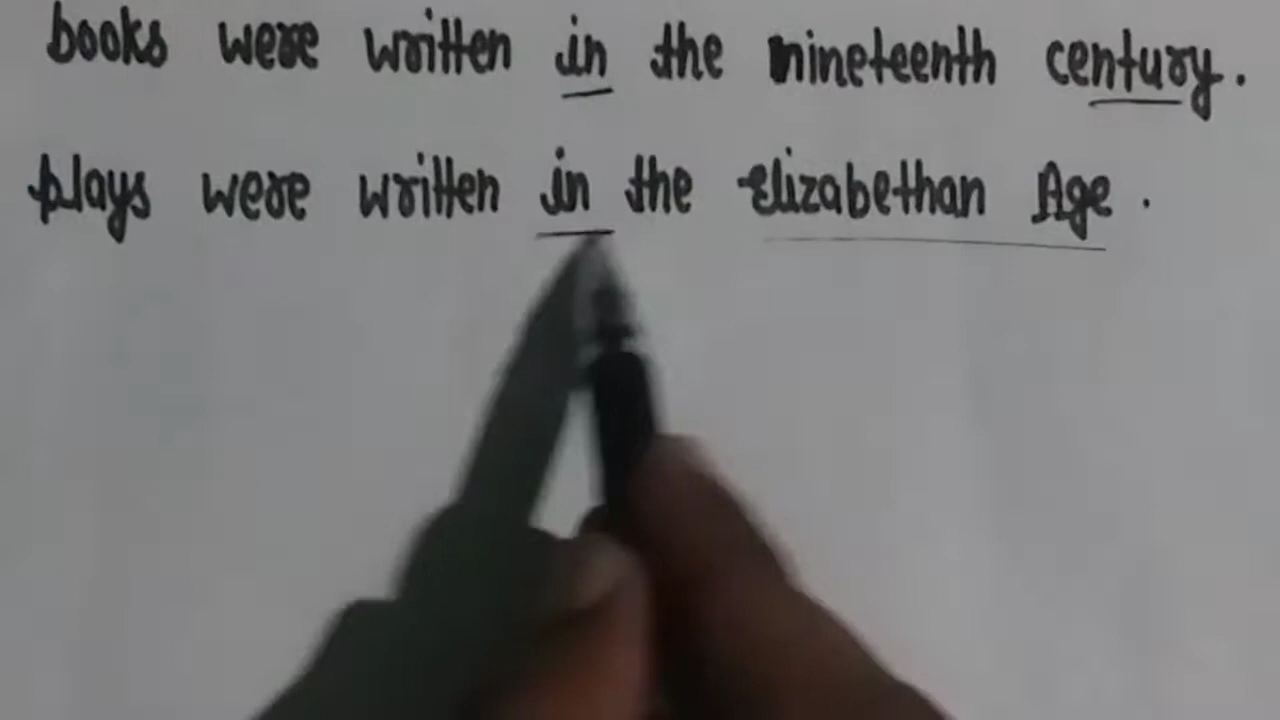 books were written in the nineteenth century.
plays were written in the Elizabethan Age.